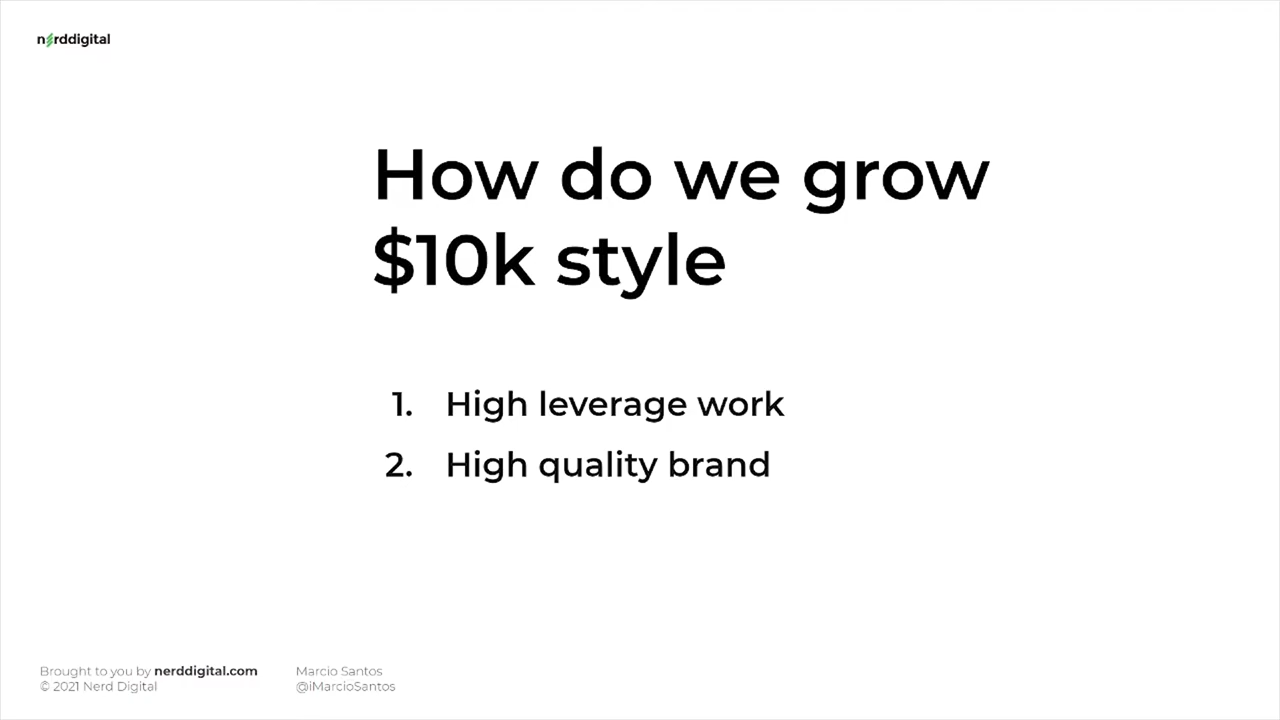 nerddigital
How do we grow
$10k style
1. High leverage work
2. High quality brand
Brought to you by nerddigital.com
© 2021 Nerd Digital
Marcio Santos
@iMarcioSantos